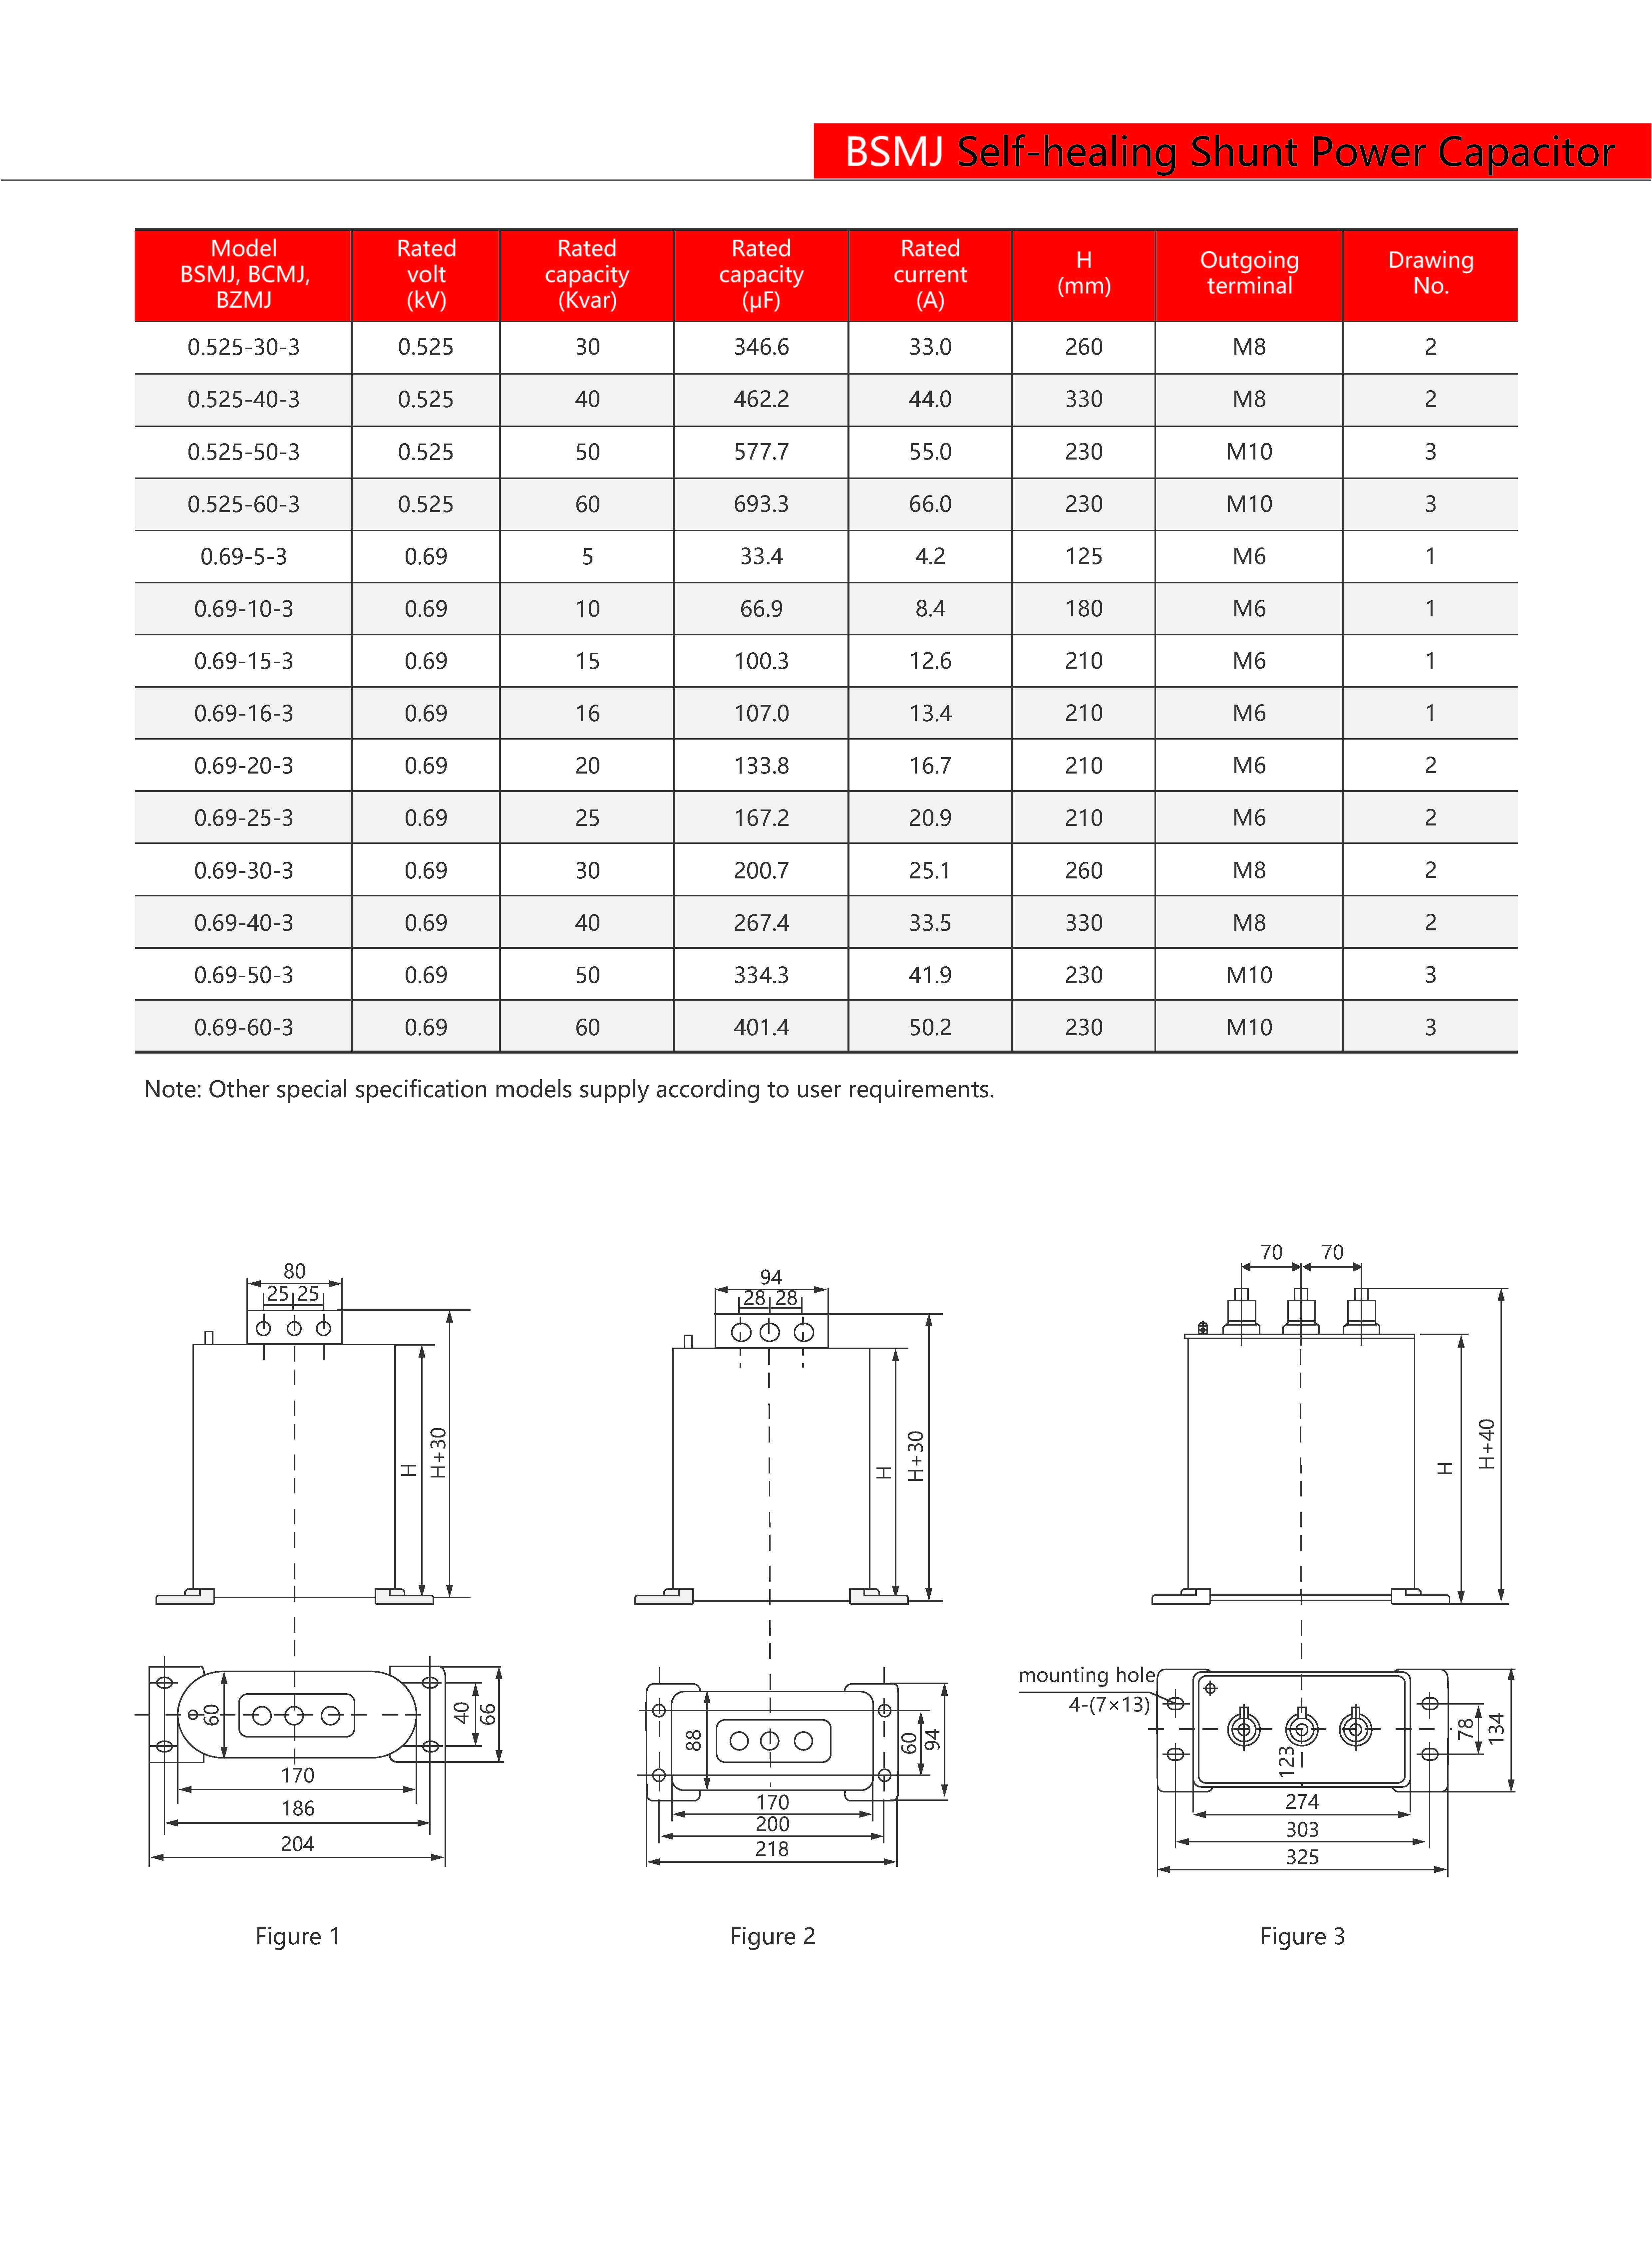 BSMJ Self-healing Shunt Power Capacitor
Model BSMJ, BCMJ, BZMJ Rated volt (kV) Rated capacity (Kvar) Rated capacity (μF) Rated current (A) H (mm) Outgoing terminal Drawing No.
0.525-30-3 0.525 30 346.6 33.0 260 M8 2
0.525-40-3 0.525 40 462.2 44.0 330 M8 2
0.525-50-3 0.525 50 577.7 55.0 230 M10 3
0.525-60-3 0.525 60 693.3 66.0 230 M10 3
0.69-5-3 0.69 5 33.4 4.2 125 M6 1
0.69-10-3 0.69 10 66.9 8.4 180 M6 1
0.69-15-3 0.69 15 100.3 12.6 210 M6 1
0.69-16-3 0.69 16 107.0 13.4 210 M6 1
0.69-20-3 0.69 20 133.8 16.7 210 M6 2
0.69-25-3 0.69 25 167.2 20.9 210 M6 2
0.69-30-3 0.69 30 200.7 25.1 260 M8 2
0.69-40-3 0.69 40 267.4 33.5 330 M8 2
0.69-50-3 0.69 50 334.3 41.9 230 M10 3
0.69-60-3 0.69 60 401.4 50.2 230 M10 3
Note: Other special specification models supply according to user requirements.
80
25 25
H
H+30
60
40
66
170
186
204
Figure 1
94
28 28
H
H+30
88
60
94
170
200
218
Figure 2
70 70
H
H+40
mounting hole
4-(7×13)
123
78
134
274
303
325
Figure 3